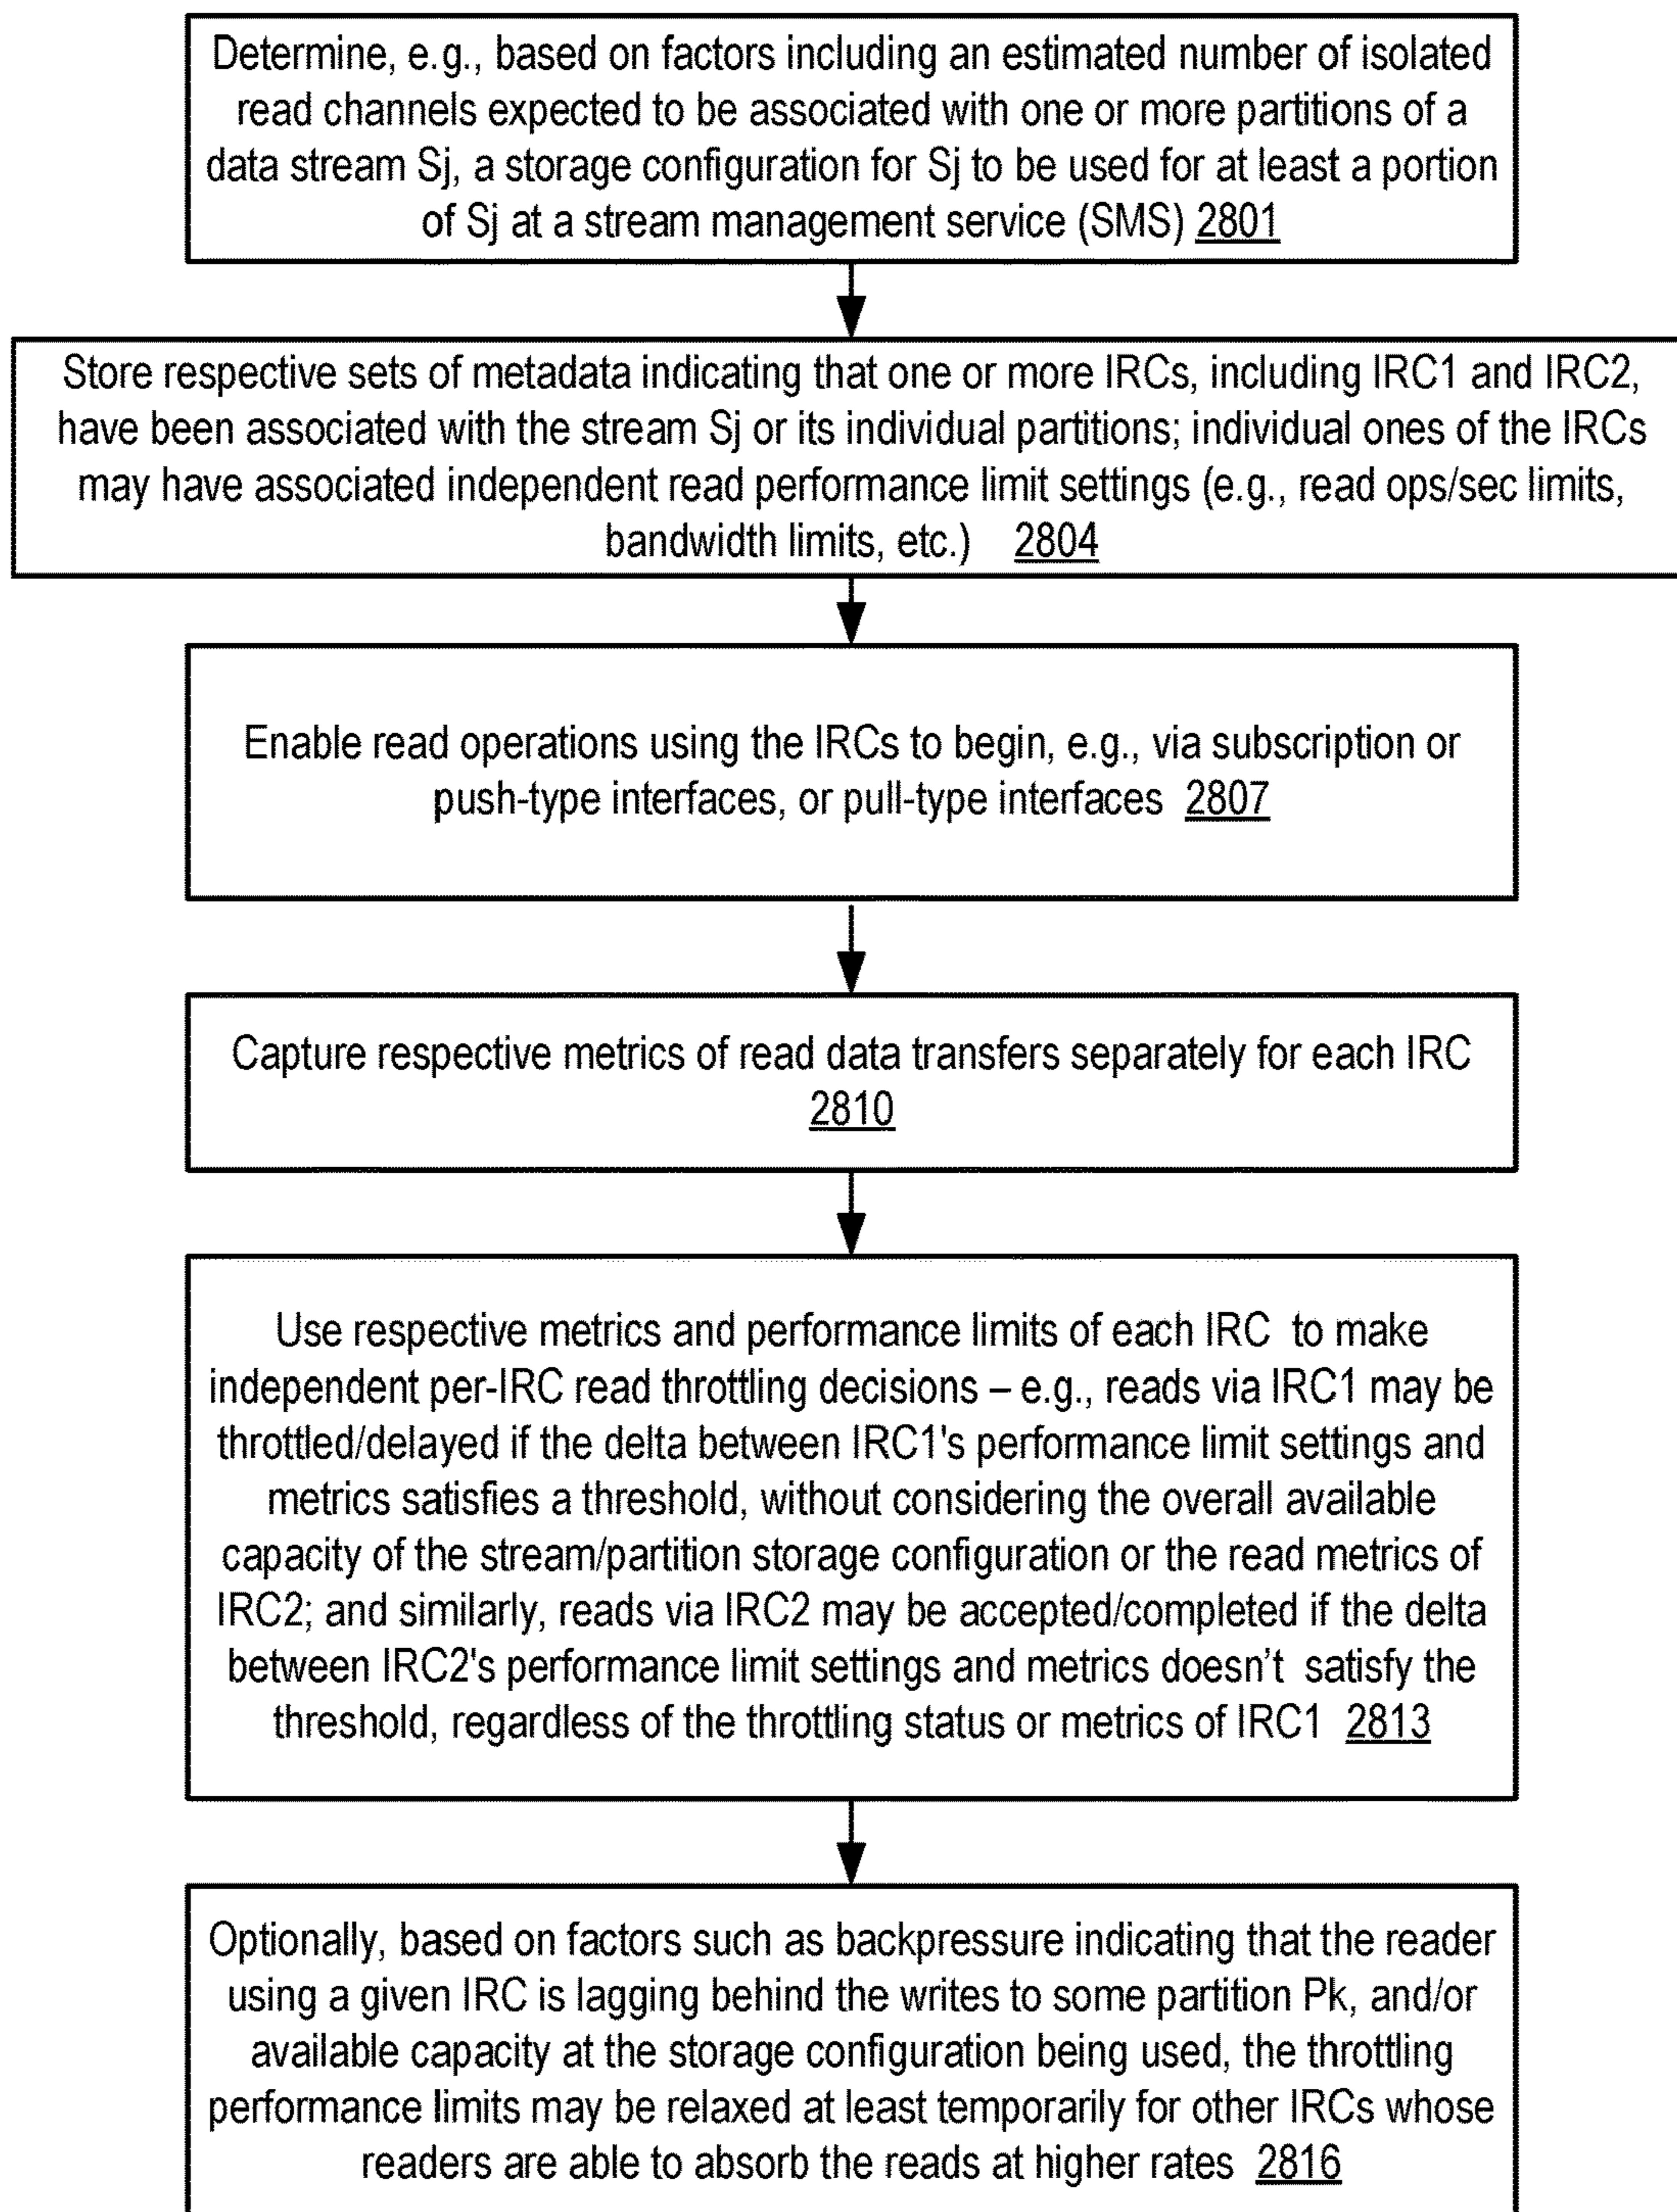 Determine, e.g., based on factors including an estimated number of isolated
read channels expected to be associated with one or more partitions of a
data stream Sj, a storage configuration for Sj to be used for at least a portion
of Sj at a stream management service (SMS) 2801
Store respective sets of metadata indicating that one or more IRCs, including IRC1 and IRC2,
have been associated with the stream Sj or its individual partitions; individual ones of the IRCs
may have associated independent read performance limit settings (e.g., read ops/sec limits,
bandwidth limits, etc.) 2804
Enable read operations using the IRCs to begin, e.g., via subscription or
push-type interfaces, or pull-type interfaces 2807
Capture respective metrics of read data transfers separately for each IRC
2810
Use respective metrics and performance limits of each IRC to make
independent per-IRC read throttling decisions – e.g., reads via IRC1 may be
throttled/delayed if the delta between IRC1's performance limit settings and
metrics satisfies a threshold, without considering the overall available
capacity of the stream/partition storage configuration or the read metrics of
IRC2; and similarly, reads via IRC2 may be accepted/completed if the delta
between IRC2's performance limit settings and metrics doesn’t satisfy the
threshold, regardless of the throttling status or metrics of IRC1 2813
Optionally, based on factors such as backpressure indicating that the reader
using a given IRC is lagging behind the writes to some partition Pk, and/or
available capacity at the storage configuration being used, the throttling
performance limits may be relaxed at least temporarily for other IRCs whose
readers are able to absorb the reads at higher rates 2816